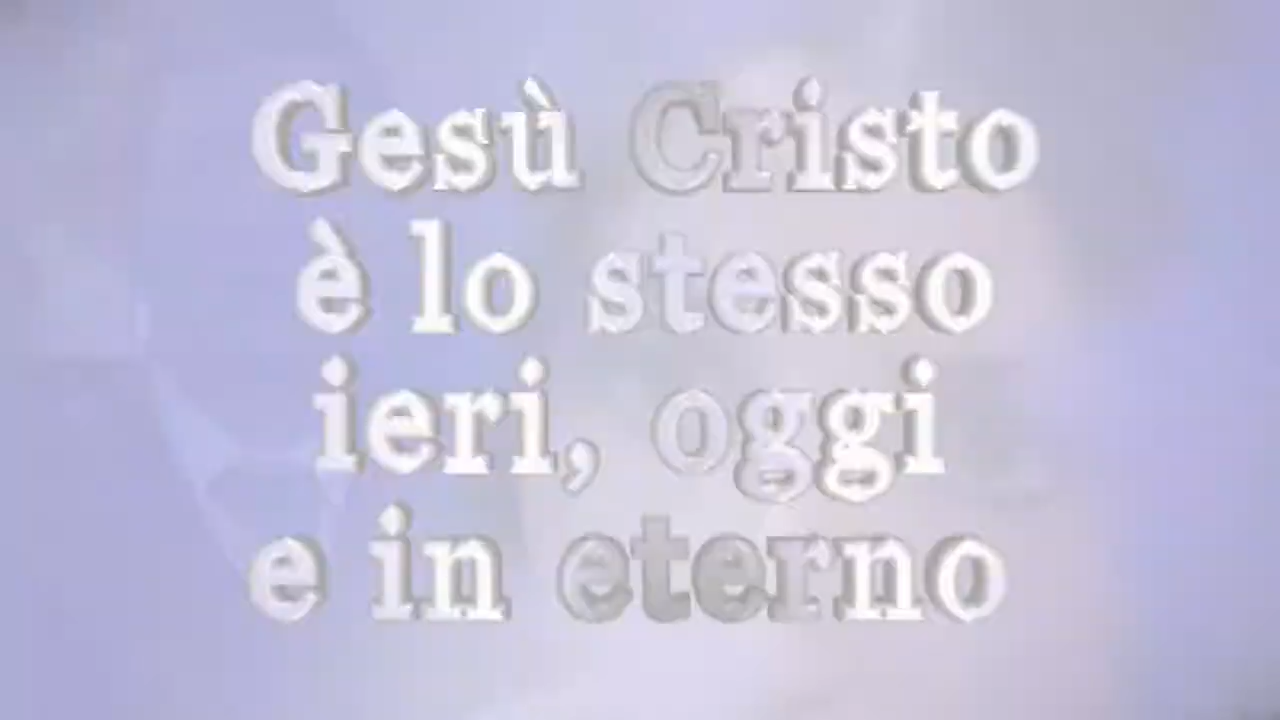 Gesù Cristo
è lo stesso
ieri, oggi
e in eterno